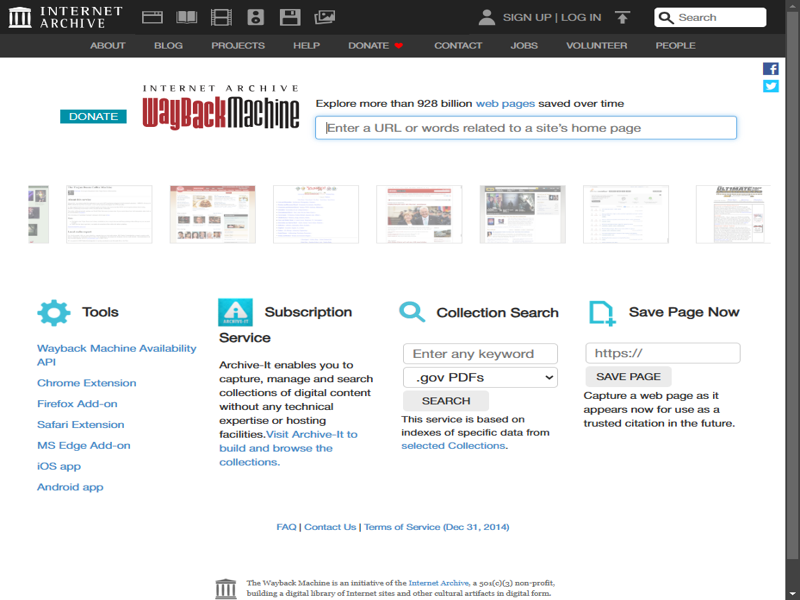 INTERNET
ARCHIVE
SIGN UP | LOG IN
Search
ABOUT
BLOG
PROJECTS
HELP
DONATE
CONTACT
JOBS
VOLUNTEER
PEOPLE
DONATE
INTERNET ARCHIVE
WayBackMachine
Explore more than 928 billion web pages saved over time
Enter a URL or words related to a site's home page
ULTIMATE
Tools
Wayback Machine Availability
API
Chrome Extension
Firefox Add-on
Safari Extension
MS Edge Add-on
iOS app
Android app
ARCHIVE-IT
Subscription
Service
Archive-It enables you to
capture, manage and search
collections of digital content
without any technical
expertise or hosting
facilities.Visit Archive-It to
build and browse the
collections.
Collection Search
Enter any keyword
.gov PDFs
SEARCH
This service is based on
indexes of specific data from
selected Collections.
Save Page Now
https://
SAVE PAGE
Capture a web page as it
appears now for use as a
trusted citation in the future.
FAQ | Contact Us | Terms of Service (Dec 31, 2014)
The Wayback Machine is an initiative of the Internet Archive, a 501(c)(3) non-profit,
building a digital library of Internet sites and other cultural artifacts in digital form.